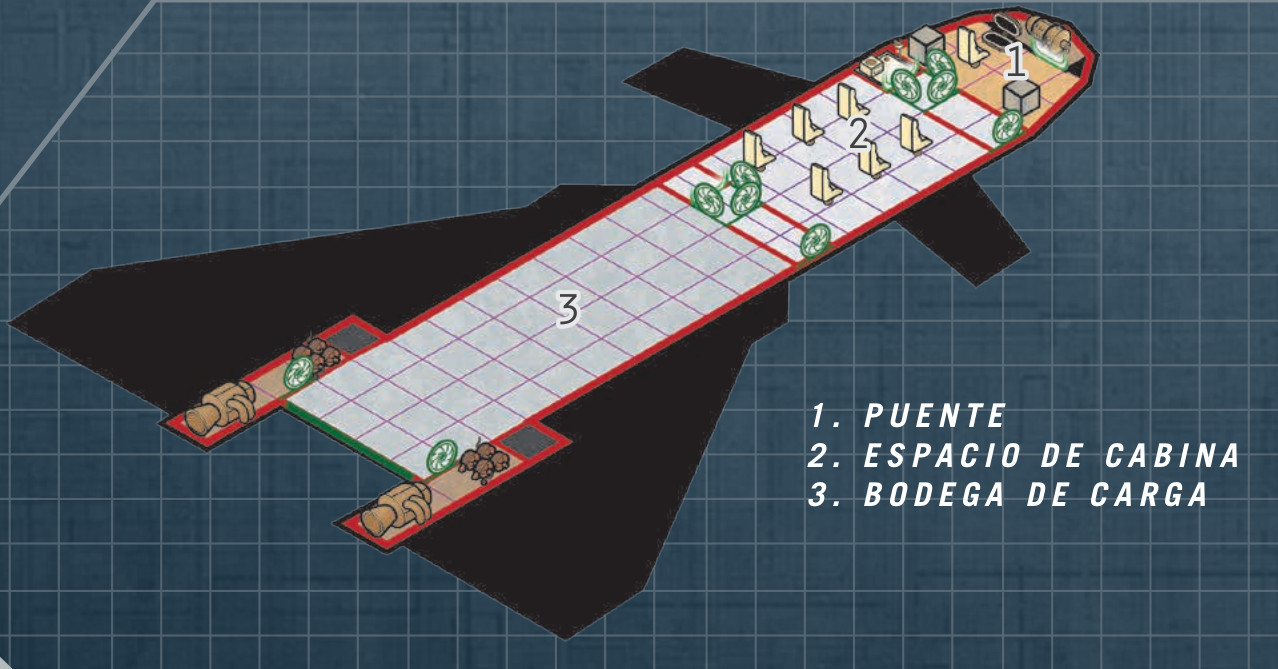 1
2
3
1. PUENTE
2. ESPACIO DE CABINA
3. BODEGA DE CARGA